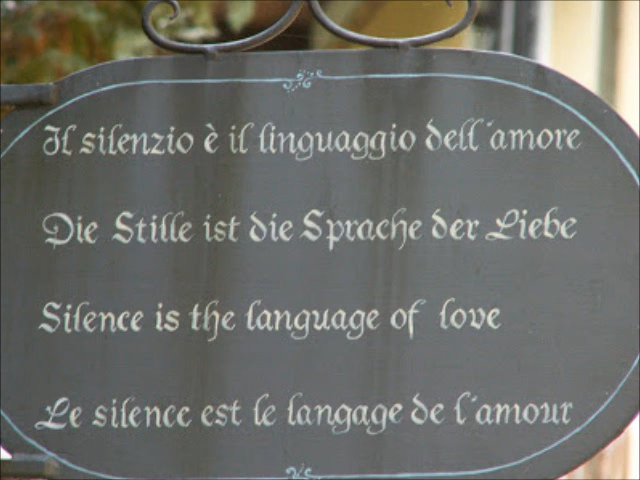 Il silenzio è il linguaggio dell'amore
Die Stille ist die Sprache der Liebe
Silence is the language of love
Le silence est le langage de l'amour